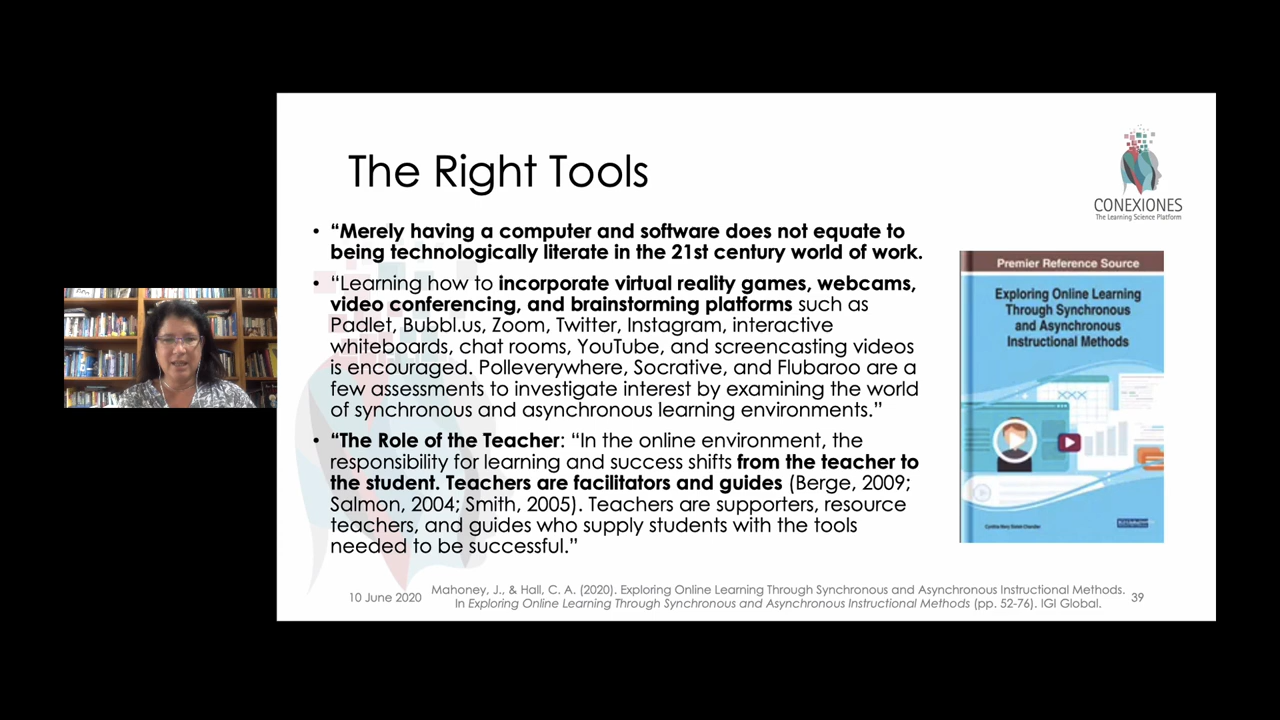 The Right Tools
CONEXIONES
The Learning Science Platform
• “Merely having a computer and software does not equate to
being technologically literate in the 21st century world of work.
• “Learning how to incorporate virtual reality games, webcams,
video conferencing, and brainstorming platforms such as
Padlet, Bubbl.us, Zoom, Twitter, Instagram, interactive
whiteboards, chat rooms, YouTube, and screencasting videos
is encouraged. Polleverywhere, Socrative, and Flubaroo are a
few assessments to investigate interest by examining the world
of synchronous and asynchronous learning environments.”
• “The Role of the Teacher: “In the online environment, the
responsibility for learning and success shifts from the teacher to
the student. Teachers are facilitators and guides (Berge, 2009;
Salmon, 2004; Smith, 2005). Teachers are supporters, resource
teachers, and guides who supply students with the tools
needed to be successful.”
Premier Reference Source
Exploring Online Learning
Through Synchronous
and Asynchronous
Instructional Methods
10 June 2020
Mahoney, J., & Hall, C. A. (2020). Exploring Online Learning Through Synchronous and Asynchronous Instructional Methods.
In Exploring Online Learning Through Synchronous and Asynchronous Instructional Methods (pp. 52-76). IGI Global.
39